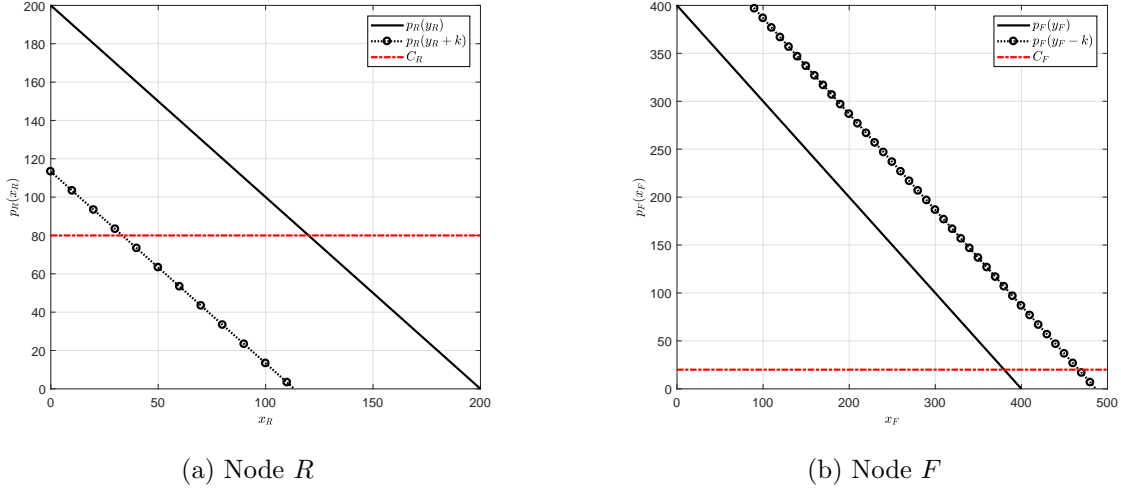 200
180
160
140
120
100
80
60
40
20
0
p_R(x_R)
0 50 100 150 200
x_R
p_R(y_R)
p_R(y_R + k)
C_R
(a) Node R
400
350
300
250
200
150
100
50
0
p_F(x_F)
0 100 200 300 400 500
x_F
p_F(y_F)
p_F(y_F − k)
C_F
(b) Node F